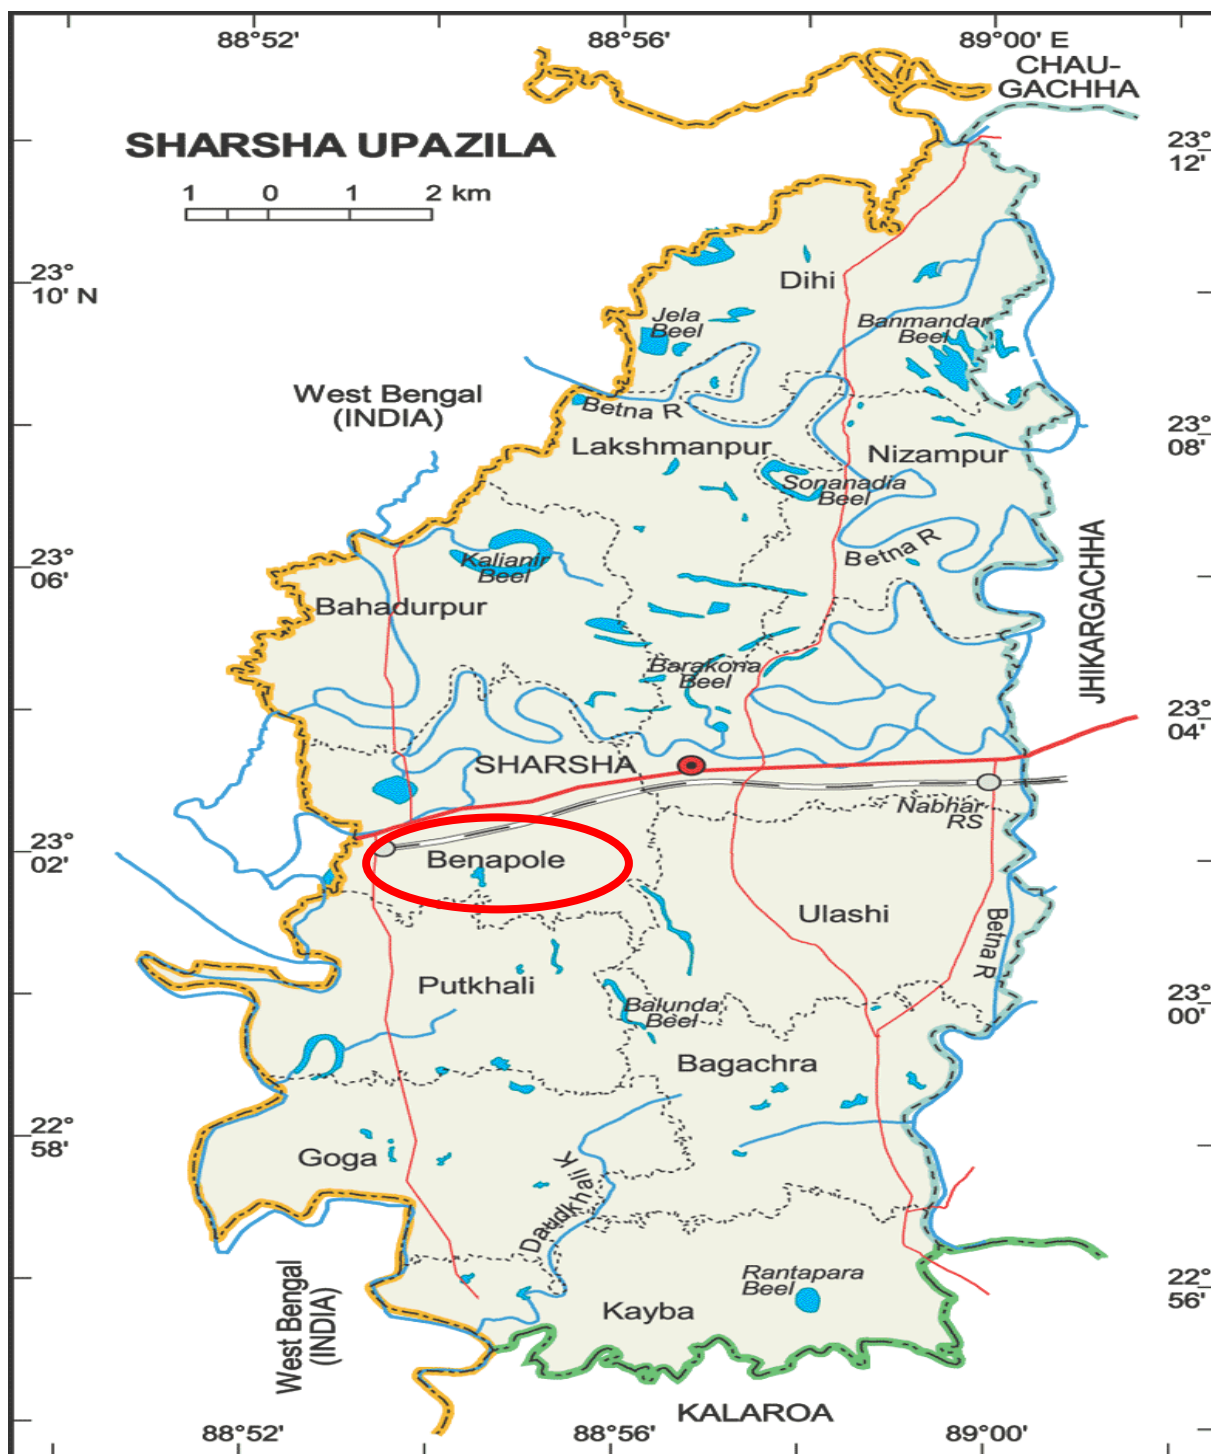 88°52'
88°56'
89°00' E
CHAU-
GACHHA
SHARSHA UPAZILA
1 0 1 2 km
23°
12'
23°
10' N
Dihi
Jela
Beel
Banmandar
Beel
West Bengal
(INDIA)
Betna R
Lakshmanpur
Nizampur
23°
08'
Sonanadia
Beel
Betna R
Kalianir
Beel
23°
06'
Bahadurpur
JHIKARGACHHA
Barakona
Beel
23°
04'
SHARSHA
Nabhar
RS
23°
02'
Benapole
Ulashi
Betna R
Putkhali
Balunda
Beel
23°
00'
Bagachra
22°
58'
Goga
Daudkhali K
Rantapara
Beel
22°
56'
West Bengal
(INDIA)
Kayba
KALAROA
88°52'
88°56'
89°00'